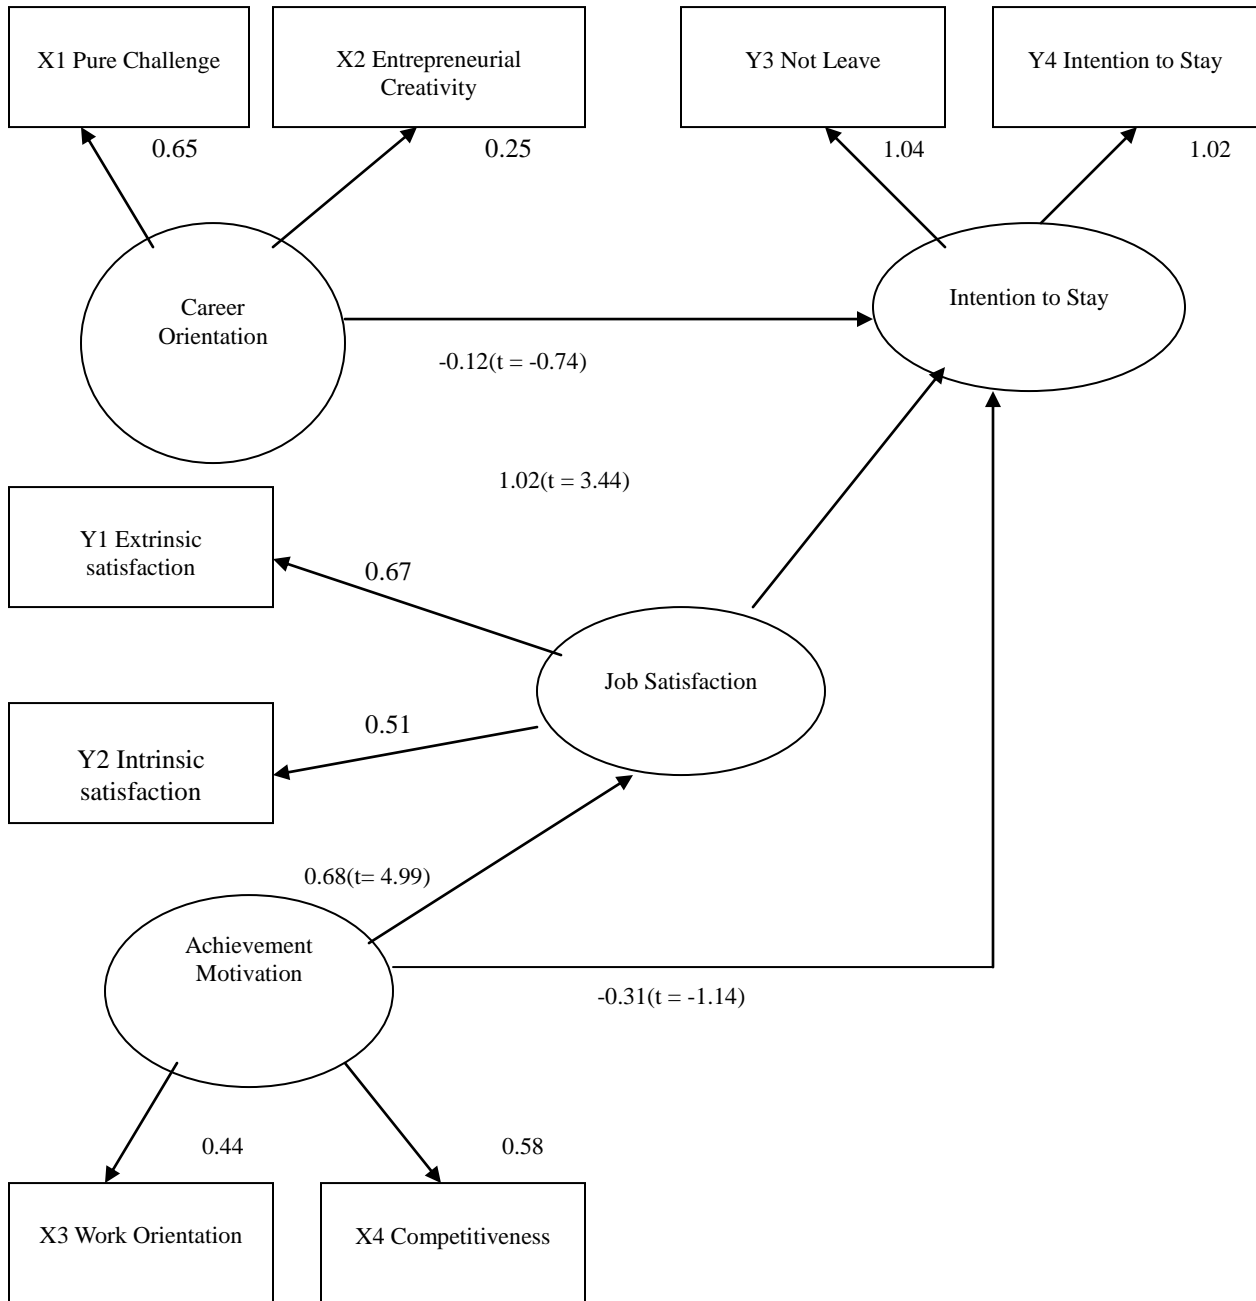 X1 Pure Challenge
X2 Entrepreneurial
Creativity
Y3 Not Leave
Y4 Intention to Stay
0.65
0.25
1.04
1.02
Career
Orientation
Intention to Stay
-0.12(t = -0.74)
1.02(t = 3.44)
Y1 Extrinsic
satisfaction
0.67
Job Satisfaction
0.51
Y2 Intrinsic
satisfaction
0.68(t= 4.99)
Achievement
Motivation
-0.31(t = -1.14)
0.44
0.58
X3 Work Orientation
X4 Competitiveness